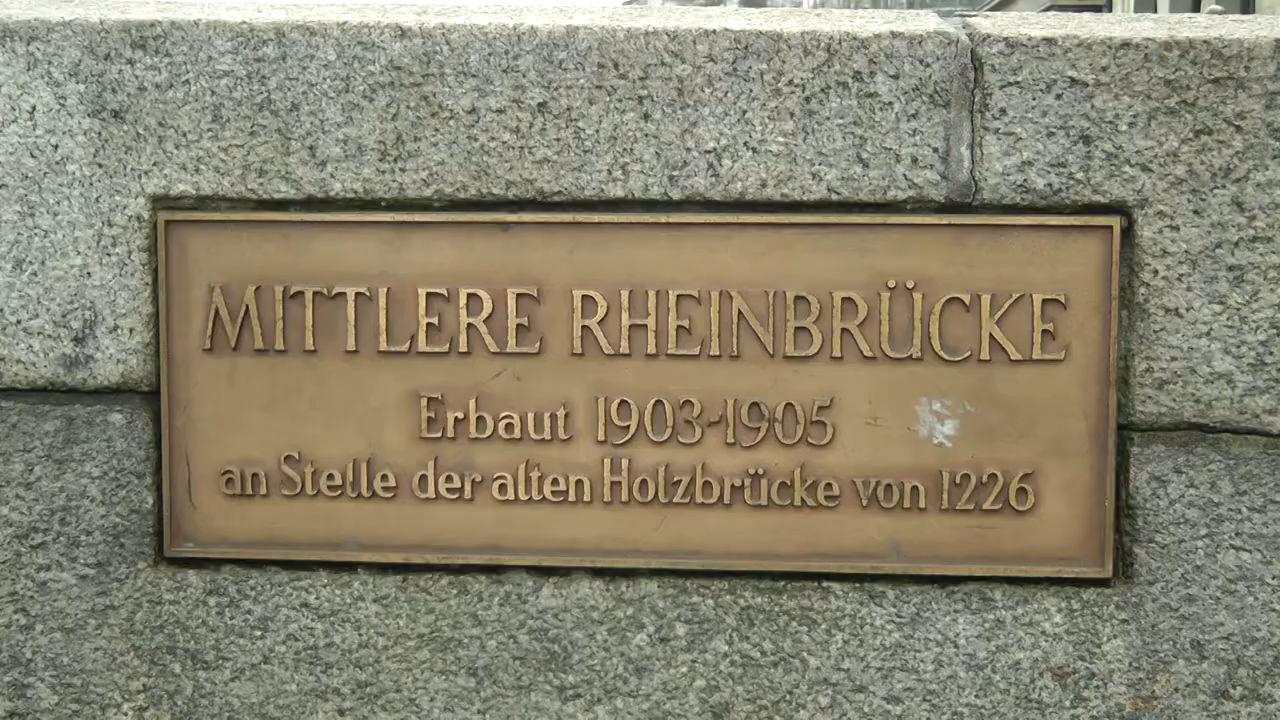 MITTLERE RHEINBRÜCKE
Erbaut 1903-1905
an Stelle der alten Holzbrücke von 1226